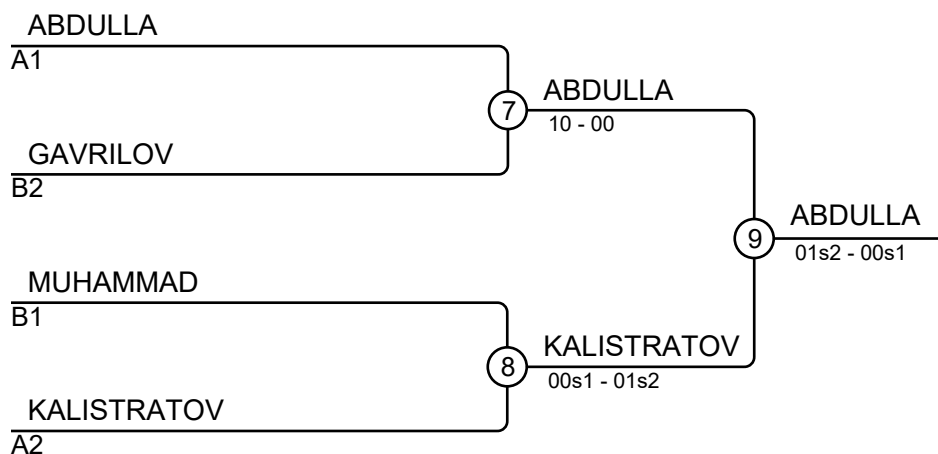 ABDULLA
A1
7
ABDULLA
10 - 00
GAVRILOV
B2
9
ABDULLA
01s2 - 00s1
MUHAMMAD
B1
8
KALISTRATOV
00s1 - 01s2
KALISTRATOV
A2